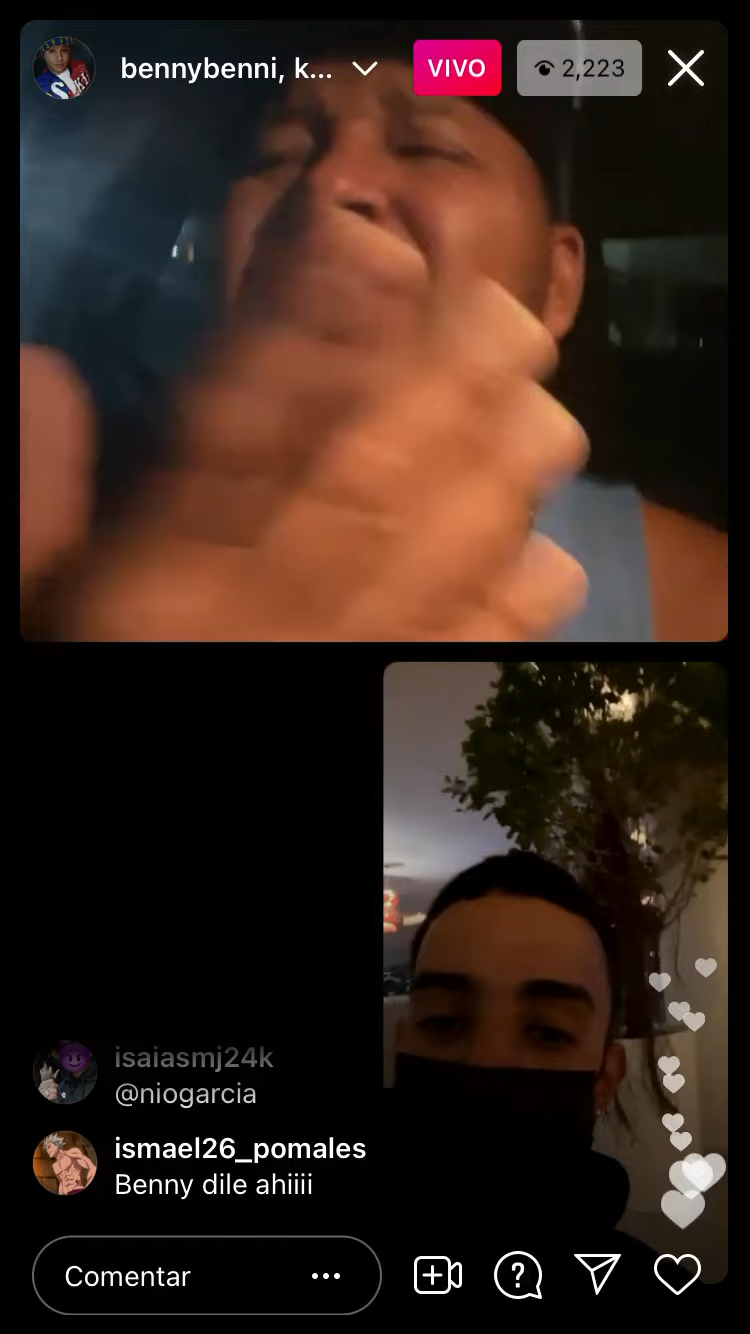 bennybenni, k...
VIVO
2,223
isaiasmj24k
@niogarcia
ismael26_pomales
Benny dile ahiiii
Comentar